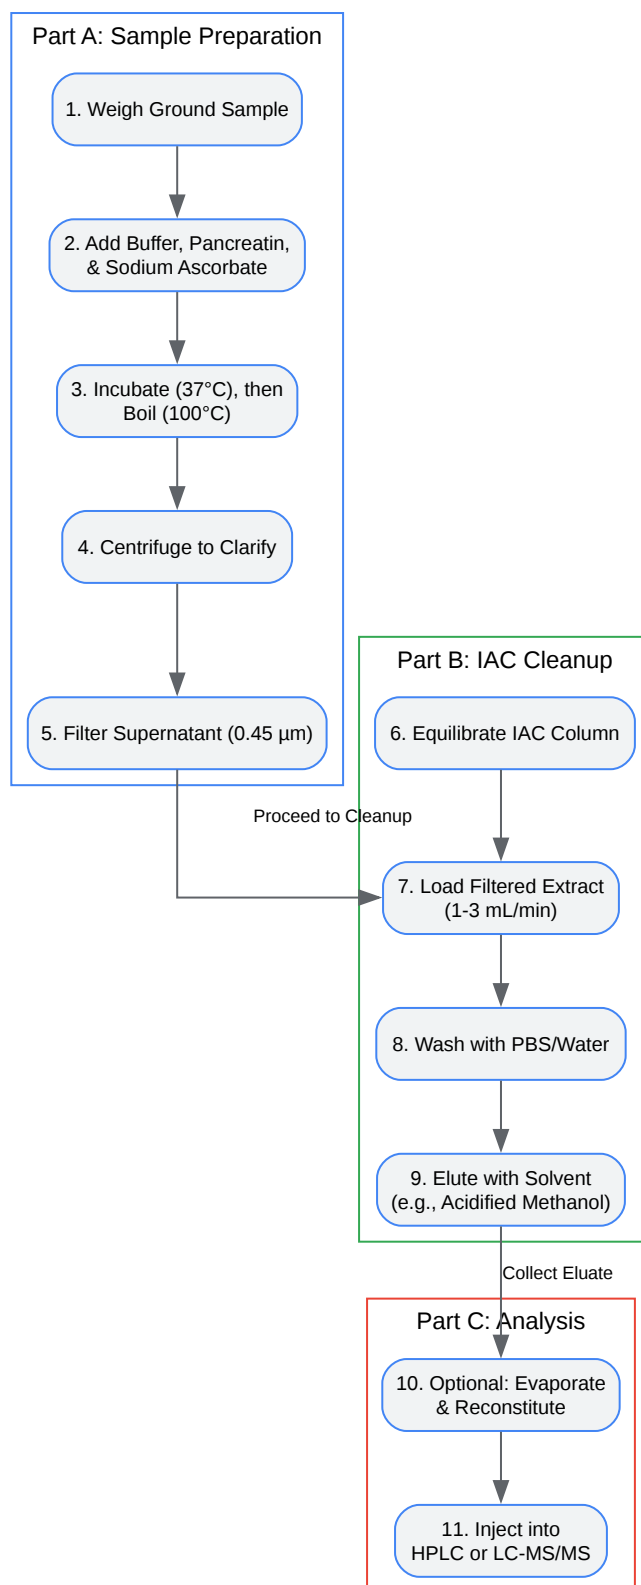 Part A: Sample Preparation
1. Weigh Ground Sample
2. Add Buffer, Pancreatin,
& Sodium Ascorbate
3. Incubate (37°C), then
Boil (100°C)
4. Centrifuge to Clarify
5. Filter Supernatant (0.45 µm)
Proceed to Cleanup
Part B: IAC Cleanup
6. Equilibrate IAC Column
7. Load Filtered Extract
(1-3 mL/min)
8. Wash with PBS/Water
9. Elute with Solvent
(e.g., Acidified Methanol)
Collect Eluate
Part C: Analysis
10. Optional: Evaporate
& Reconstitute
11. Inject into
HPLC or LC-MS/MS